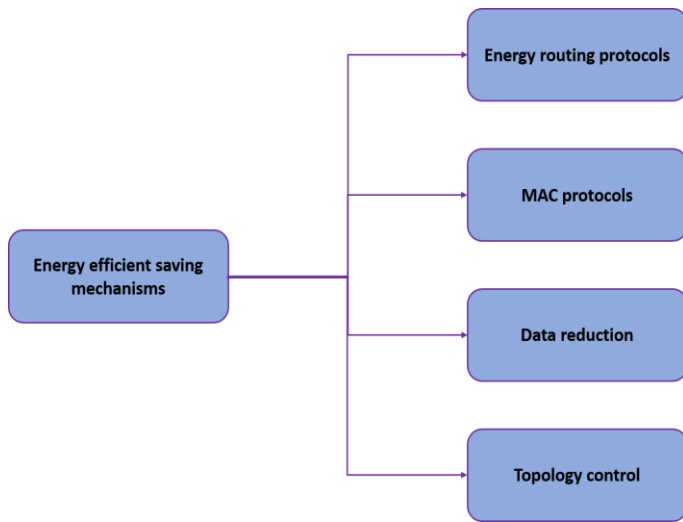 Energy routing protocols
MAC protocols
Energy efficient saving
mechanisms
Data reduction
Topology control